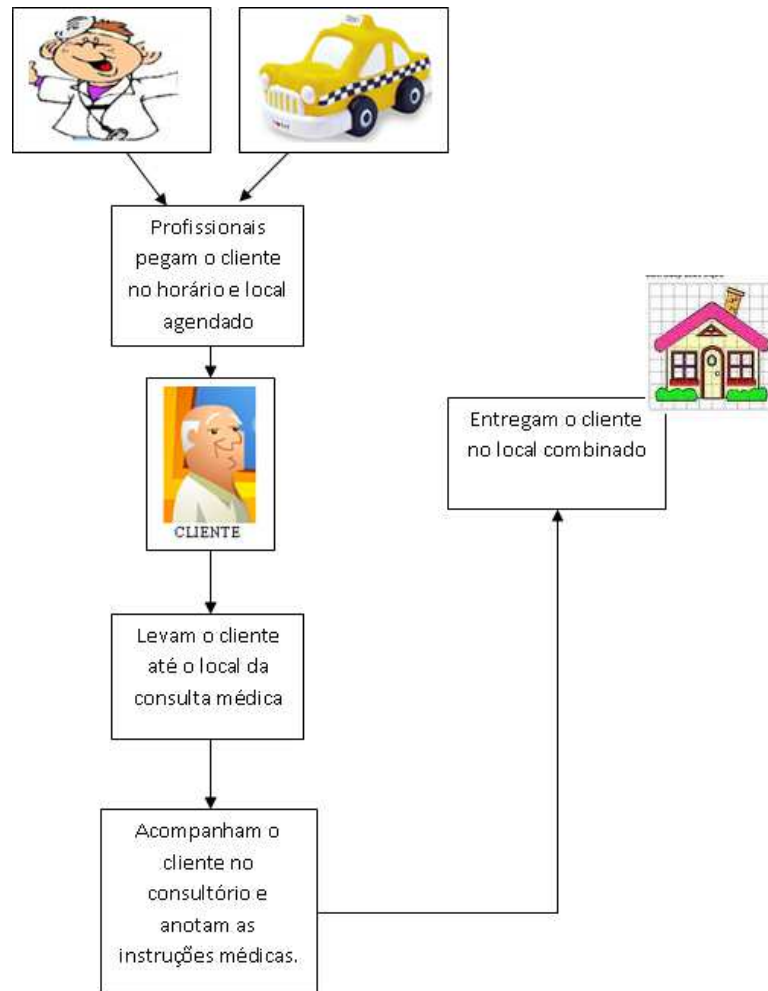 Profissionais
pegam o cliente
no horário e local
agendado
CLIENTE
Levam o cliente
até o local da
consulta médica
Acompanham o
cliente no
consultório e
anotam as
instruções médicas.
Entregam o cliente
no local combinado